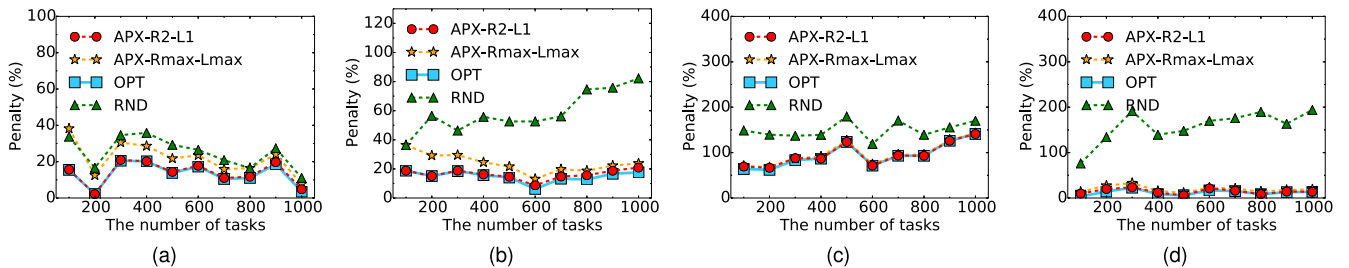 100
80
60
40
20
0
Penalty (%)
APX-R2-L1
APX-Rmax-Lmax
OPT
RND
200 400 600 800 1000
The number of tasks
(a)
120
100
80
60
40
20
0
Penalty (%)
APX-R2-L1
APX-Rmax-Lmax
OPT
RND
200 400 600 800 1000
The number of tasks
(b)
400
300
200
100
0
Penalty (%)
APX-R2-L1
APX-Rmax-Lmax
OPT
RND
200 400 600 800 1000
The number of tasks
(c)
400
300
200
100
0
Penalty (%)
APX-R2-L1
APX-Rmax-Lmax
OPT
RND
200 400 600 800 1000
The number of tasks
(d)